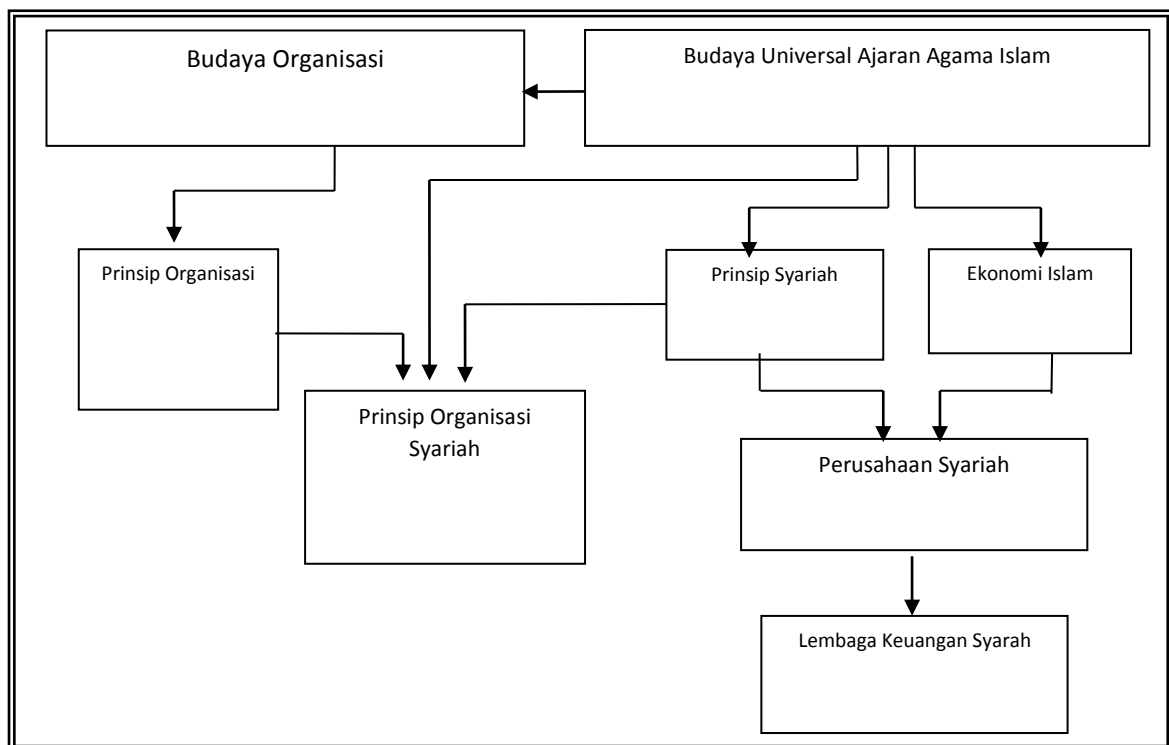 Budaya Organisasi
Budaya Universal Ajaran Agama Islam
Prinsip Organisasi
Prinsip Syariah
Ekonomi Islam
Prinsip Organisasi
Syariah
Perusahaan Syariah
Lembaga Keuangan Syarah